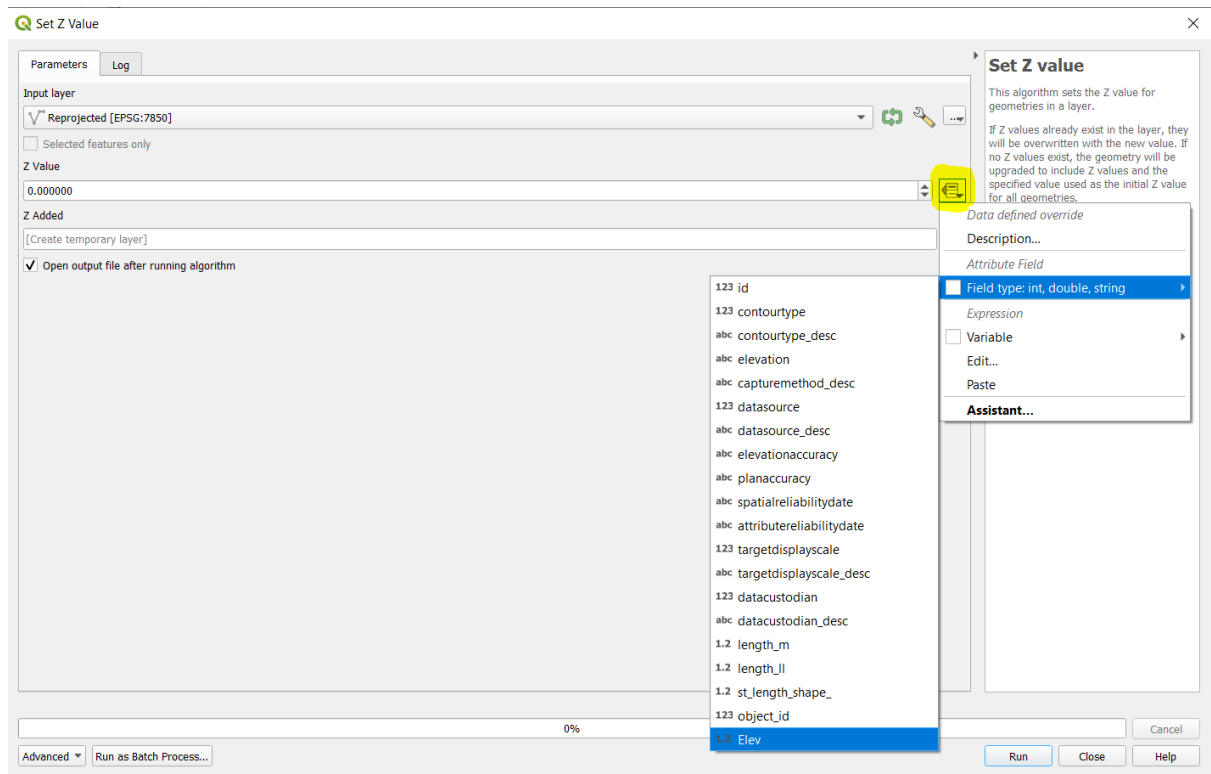 Set Z Value
Parameters
Log
Input layer
Reprojected [EPSG:7850]
Selected features only
Z Value
0.000000
Z Added
[Create temporary layer]
Open output file after running algorithm
Set Z value
This algorithm sets the Z value for
geometries in a layer.
If Z values already exist in the layer, they
will be overwritten with the new value. If
no Z values exist, the geometry will be
upgraded to include Z values and the
specified value used as the initial Z value
for all geometries.
Data defined override
Description...
Attribute Field
Field type: int, double, string
Expression
Variable
Edit...
Paste
Assistant...
123 id
123 contourtype
abc contourtype_desc
abc elevation
abc capturemethod_desc
123 datasource
abc datasource_desc
abc elevationaccuracy
abc planaccuracy
abc spatialreliabilitydate
abc attributereliabilitydate
123 targetdisplayscale
abc targetdisplayscale_desc
123 datacustodian
abc datacustodian_desc
1.2 length_m
1.2 length_ll
1.2 st_length_shape_
123 object_id
1.2 Elev
0%
Cancel
Advanced
Run as Batch Process...
Run
Close
Help